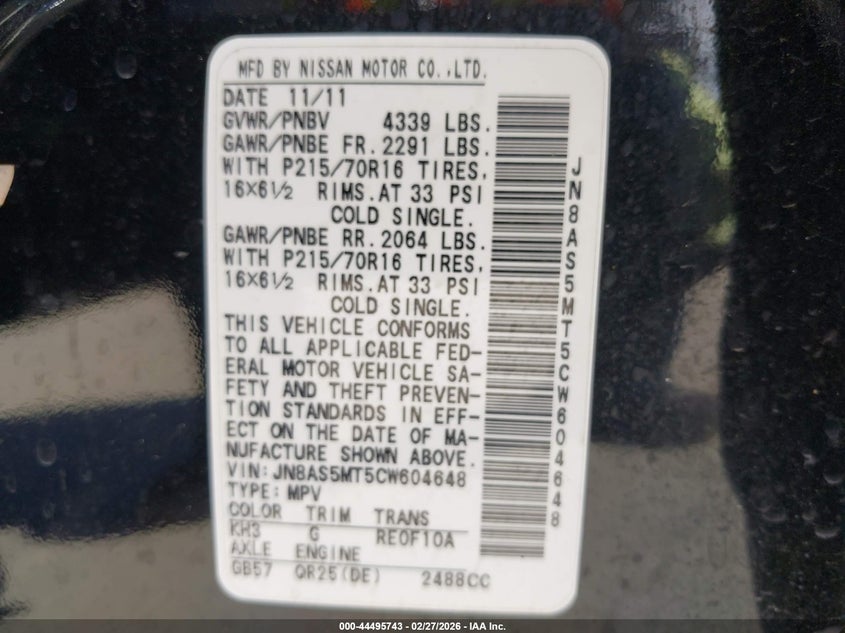 MFD BY NISSAN MOTOR CO.,LTD.
DATE 11/11
GVWR/PNBV 4339 LBS.
GAWR/PNBE FR. 2291 LBS.
WITH P215/70R16 TIRES,
16X6½ RIMS. AT 33 PSI
COLD SINGLE.
GAWR/PNBE RR. 2064 LBS.
WITH P215/70R16 TIRES,
16X6½ RIMS. AT 33 PSI
COLD SINGLE.
THIS VEHICLE CONFORMS
TO ALL APPLICABLE FED-
ERAL MOTOR VEHICLE SA-
FETY AND THEFT PREVEN-
TION STANDARDS IN EFF-
ECT ON THE DATE OF MA-
NUFACTURE SHOWN ABOVE.
VIN: JN8AS5MT5CW604648
TYPE: MPV
COLOR TRIM TRANS
KH3 G RE0F10A
AXLE ENGINE
GB57 QR25(DE) 2488CC
JN8AS5MT5CW604648
000-44495743 - 02/27/2026 - IAA Inc.